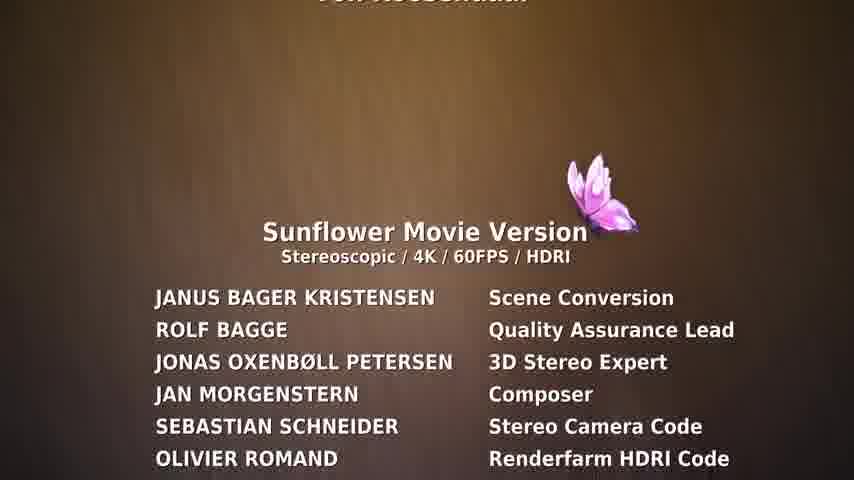 Sunflower Movie Version
Stereoscopic / 4K / 60FPS / HDRI
JANUS BAGER KRISTENSEN Scene Conversion
ROLF BAGGE Quality Assurance Lead
JONAS OXENBØLL PETERSEN 3D Stereo Expert
JAN MORGENSTERN Composer
SEBASTIAN SCHNEIDER Stereo Camera Code
OLIVIER ROMAND Renderfarm HDRI Code